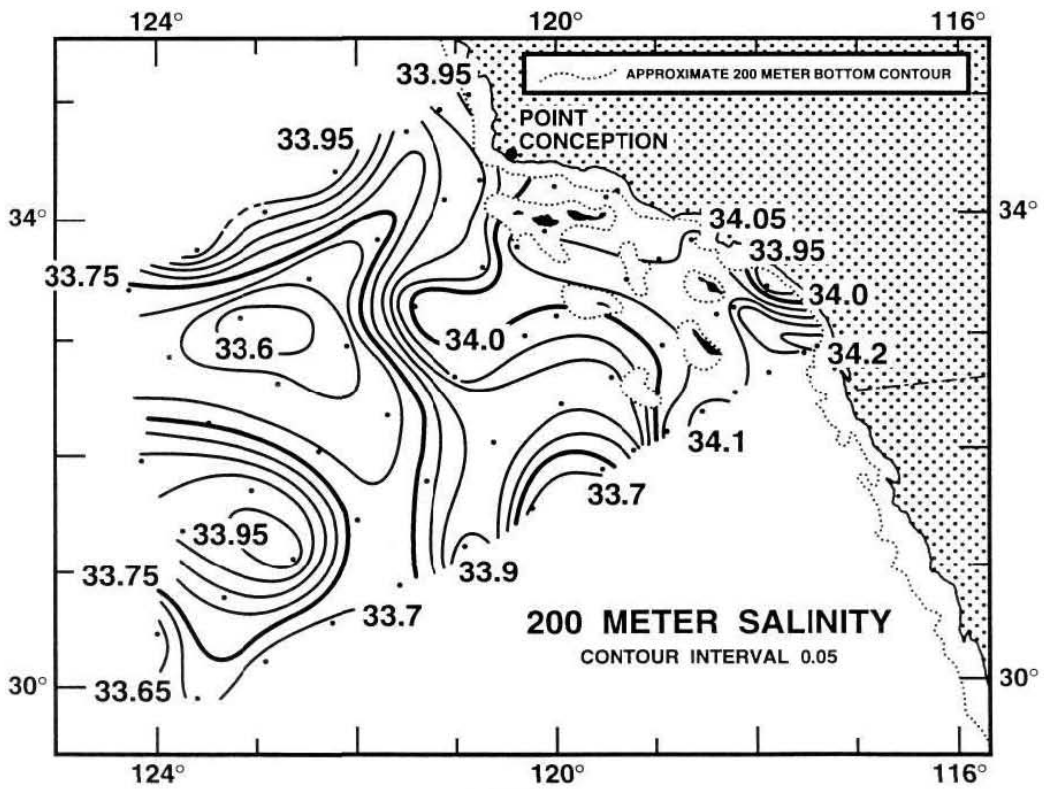 124° 120° 116°
33.95
APPROXIMATE 200 METER BOTTOM CONTOUR
POINT
CONCEPTION
33.95
34° 34.05 34°
33.95
33.75 34.0
34.0
33.6 34.2
34.1
33.7
33.95
33.75 33.9
33.7
200 METER SALINITY
CONTOUR INTERVAL 0.05
30° 33.65 30°
124° 120° 116°